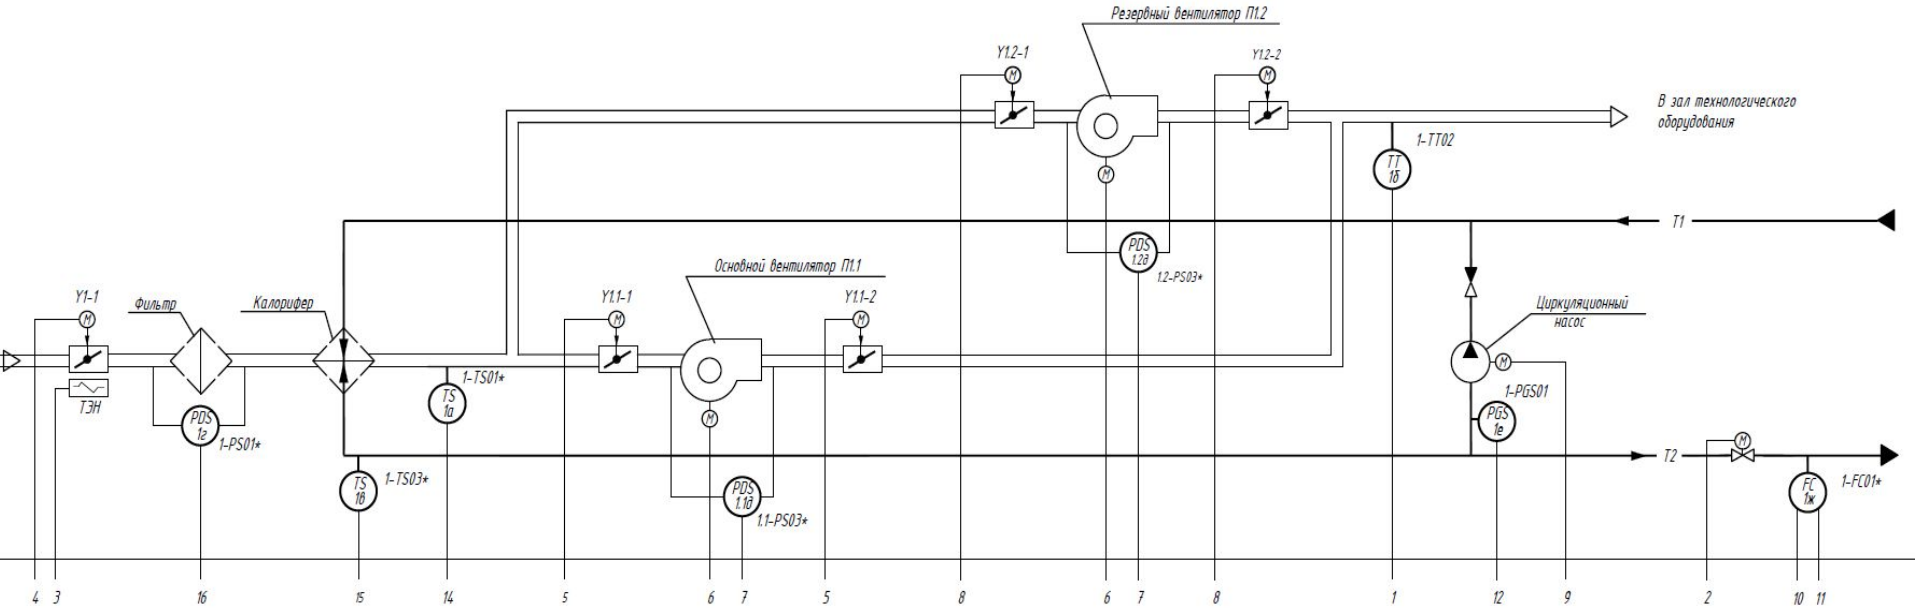 Резервный вентилятор П1.2
Y1.2-1
M
Y1.2-2
M
В зал технологического
оборудования
1-TT02
TT
1б
M
T1
PDS
1.2д
1.2-PS03*
Основной вентилятор П1.1
Y1-1
M
Фильтр
Калорифер
Y1.1-1
M
Y1.1-2
M
Циркуляционный
насос
M
ТЭН
1-TS01*
TS
1а
M
1-PGS01
PGS
1е
PDS
1г
1-PS01*
T2
M
TS
1в
1-TS03*
PDS
1.1д
1.1-PS03*
FC
1ж
1-FC01*
4 3 16 15 14 5 6 7 5 8 6 7 8 1 12 9 2 10 11